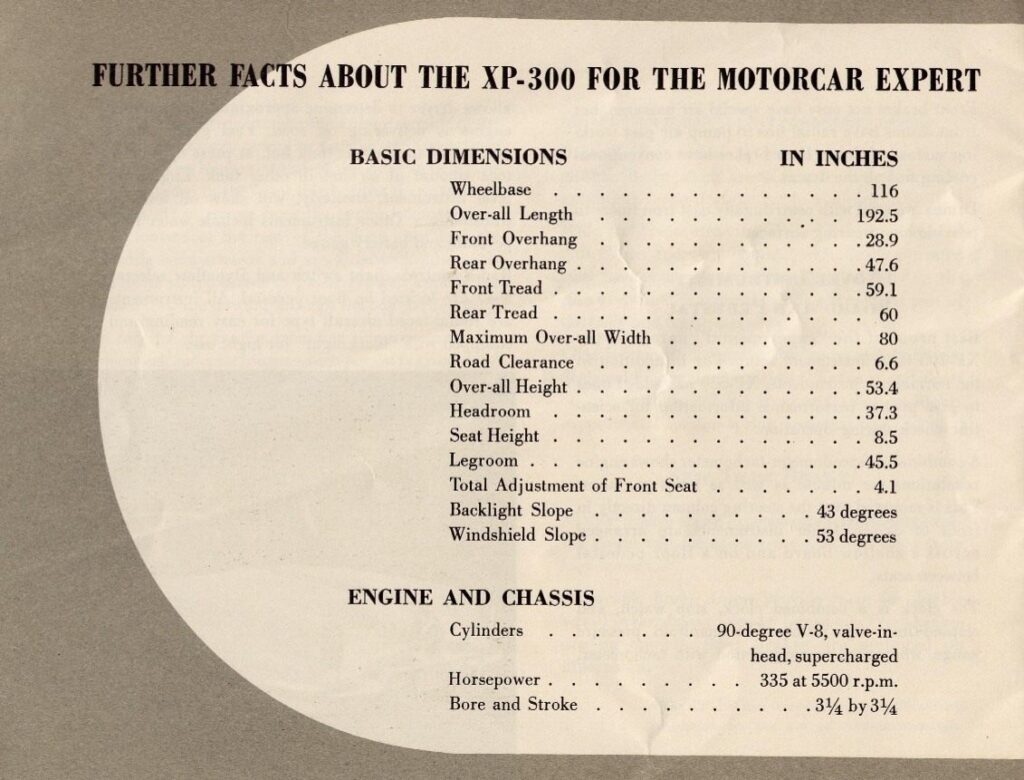 FURTHER FACTS ABOUT THE XP-300 FOR THE MOTORCAR EXPERT
BASIC DIMENSIONS IN INCHES
Wheelbase . . . . . . . . . . . . . . 116
Over-all Length . . . . . . . . . . . . 192.5
Front Overhang . . . . . . . . . . . . 28.9
Rear Overhang . . . . . . . . . . . . . 47.6
Front Tread . . . . . . . . . . . . . . 59.1
Rear Tread . . . . . . . . . . . . . . 60
Maximum Over-all Width . . . . . . . . . 80
Road Clearance . . . . . . . . . . . . 6.6
Over-all Height . . . . . . . . . . . . . 53.4
Headroom . . . . . . . . . . . . . . 37.3
Seat Height . . . . . . . . . . . . . . 8.5
Legroom . . . . . . . . . . . . . . . 45.5
Total Adjustment of Front Seat . . . . . . . 4.1
Backlight Slope . . . . . . . . . . 43 degrees
Windshield Slope . . . . . . . . . . 53 degrees
ENGINE AND CHASSIS
Cylinders . . . . . . . 90-degree V-8, valve-in-
head, supercharged
Horsepower . . . . . . . . . 335 at 5500 r.p.m.
Bore and Stroke . . . . . . . . . . 3¼ by 3¼